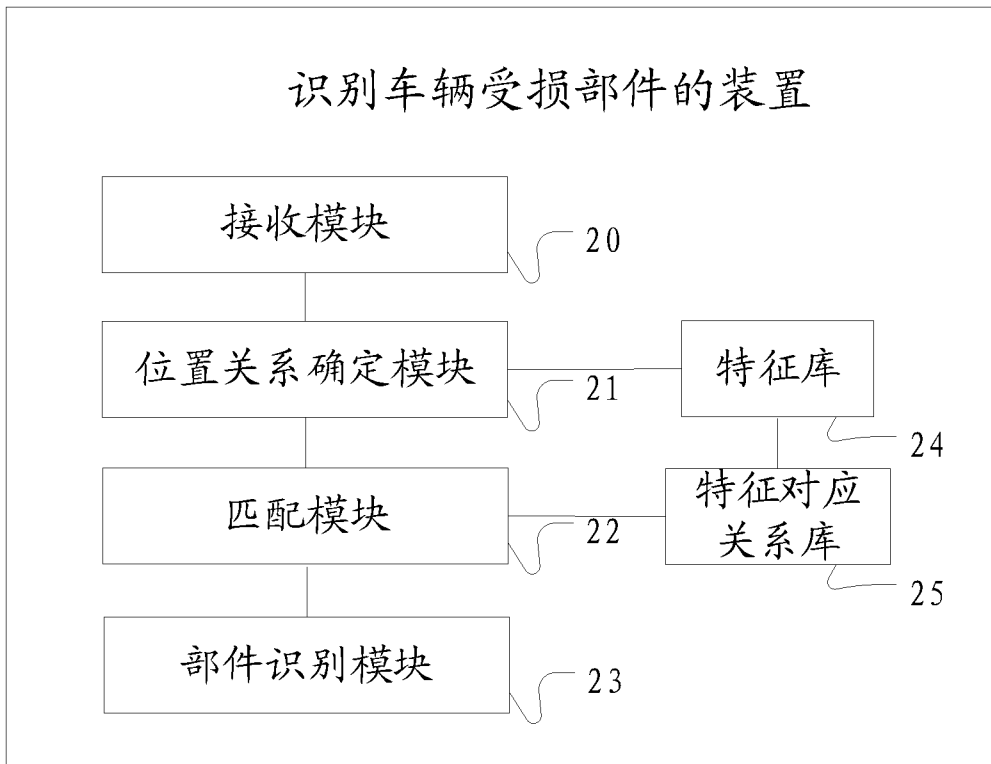 识别车辆受损部件的装置
接收模块
20
位置关系确定模块
21
特征库
24
匹配模块
22
特征对应
关系库
25
部件识别模块
23